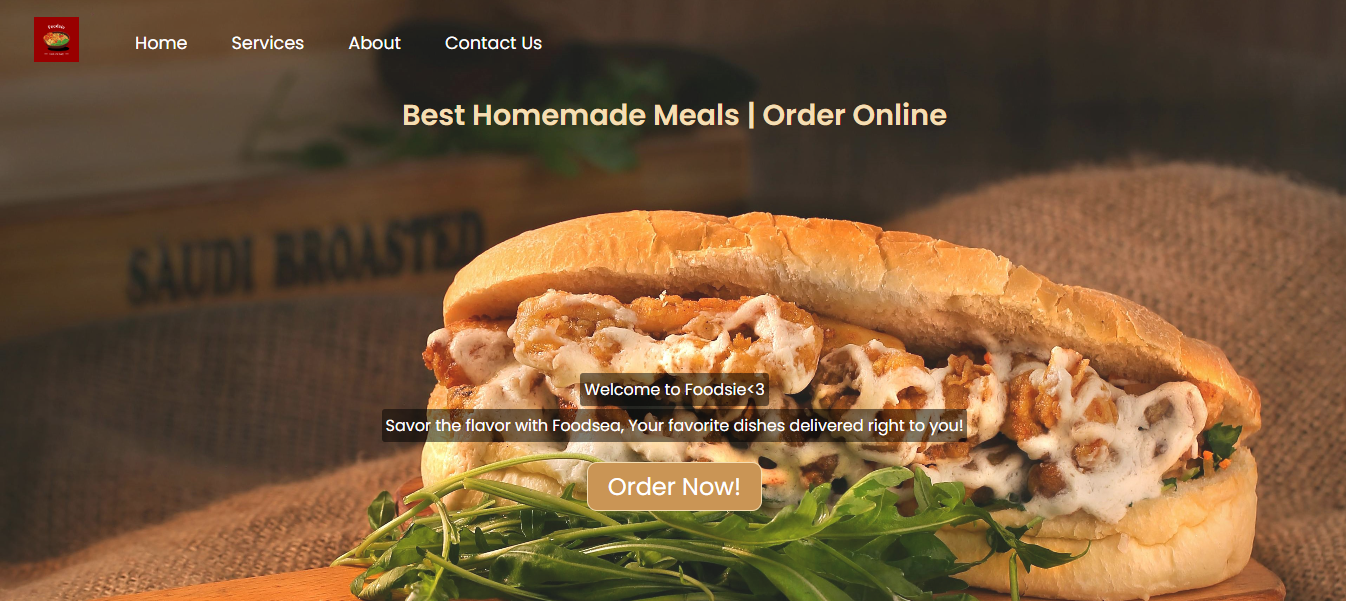 Foodsea
Home Services About Contact Us
Best Homemade Meals | Order Online
SAUDI BROASTED
Welcome to Foodsie<3
Savor the flavor with Foodsea, Your favorite dishes delivered right to you!
Order Now!